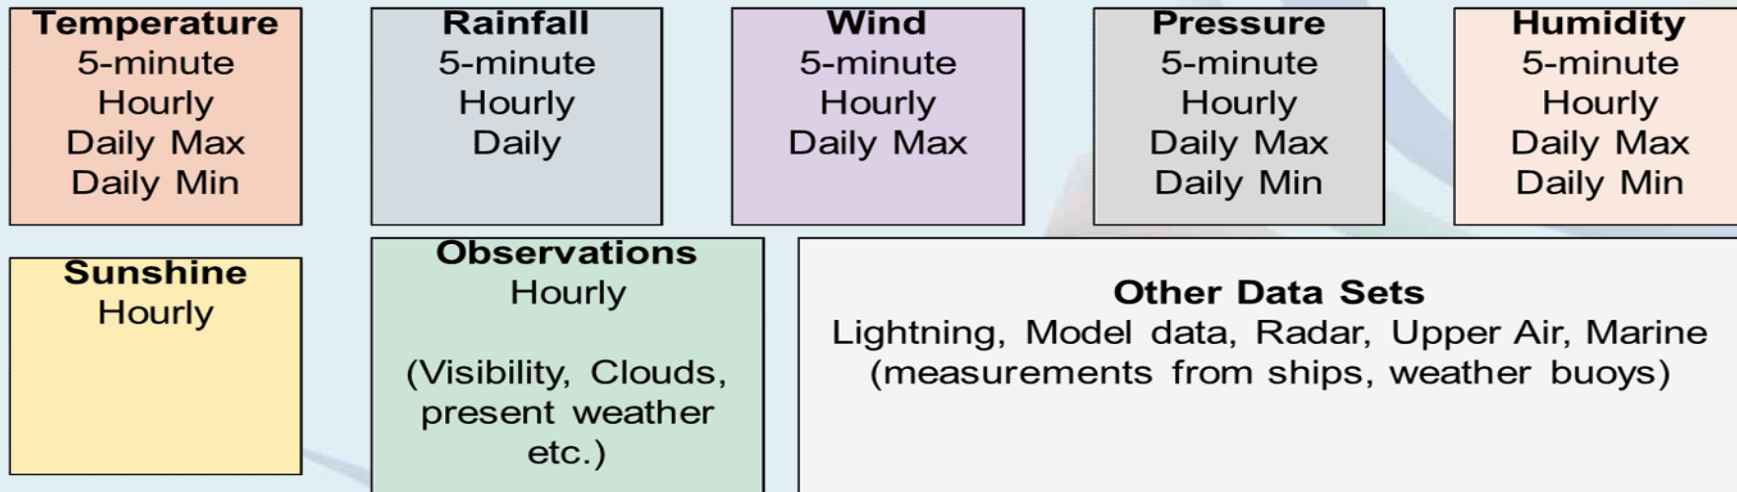 Temperature
5-minute
Hourly
Daily Max
Daily Min
Rainfall
5-minute
Hourly
Daily
Wind
5-minute
Hourly
Daily Max
Pressure
5-minute
Hourly
Daily Max
Daily Min
Humidity
5-minute
Hourly
Daily Max
Daily Min
Sunshine
Hourly
Observations
Hourly
(Visibility, Clouds,
present weather
etc.)
Other Data Sets
Lightning, Model data, Radar, Upper Air, Marine
(measurements from ships, weather buoys)